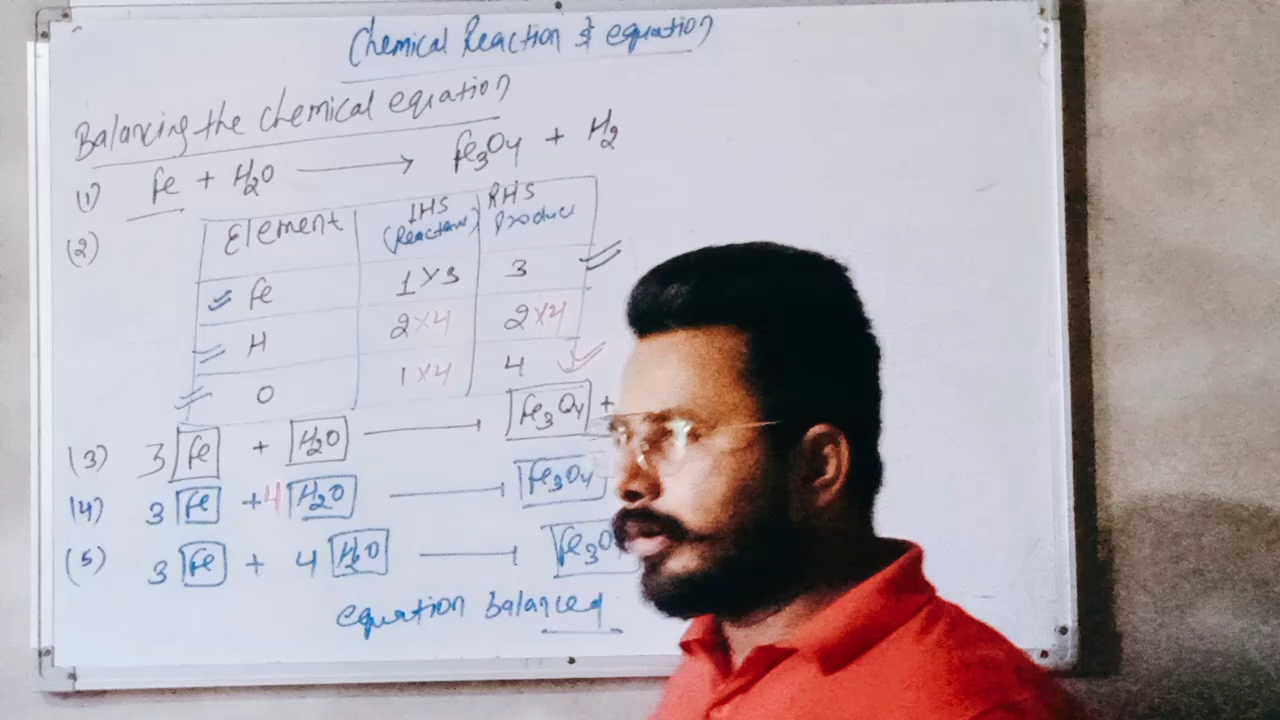 Chemical Reaction & equation
Balancing the chemical equation
(1) Fe + H₂O ⟶ Fe₃O₄ + H₂
(2)
Element LHS (Reactan) RHS Produc
Fe 1×3 3
H 2×4 2×4
O 1×4 4
(3) 3 Fe + H₂O ⟶ Fe₃O₄ +
(4) 3 Fe + 4 H₂O ⟶ Fe₃O₄
(5) 3 Fe + 4 H₂O ⟶ Fe₃O
equation balanced